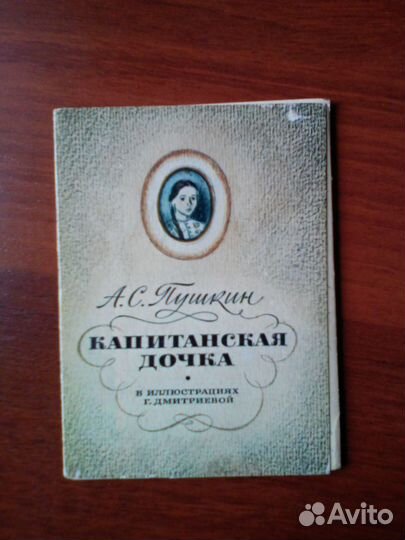 А.С. Пушкин
КАПИТАНСКАЯ
ДОЧКА
В ИЛЛЮСТРАЦИЯХ
Г. ДМИТРИЕВОЙ
Avito